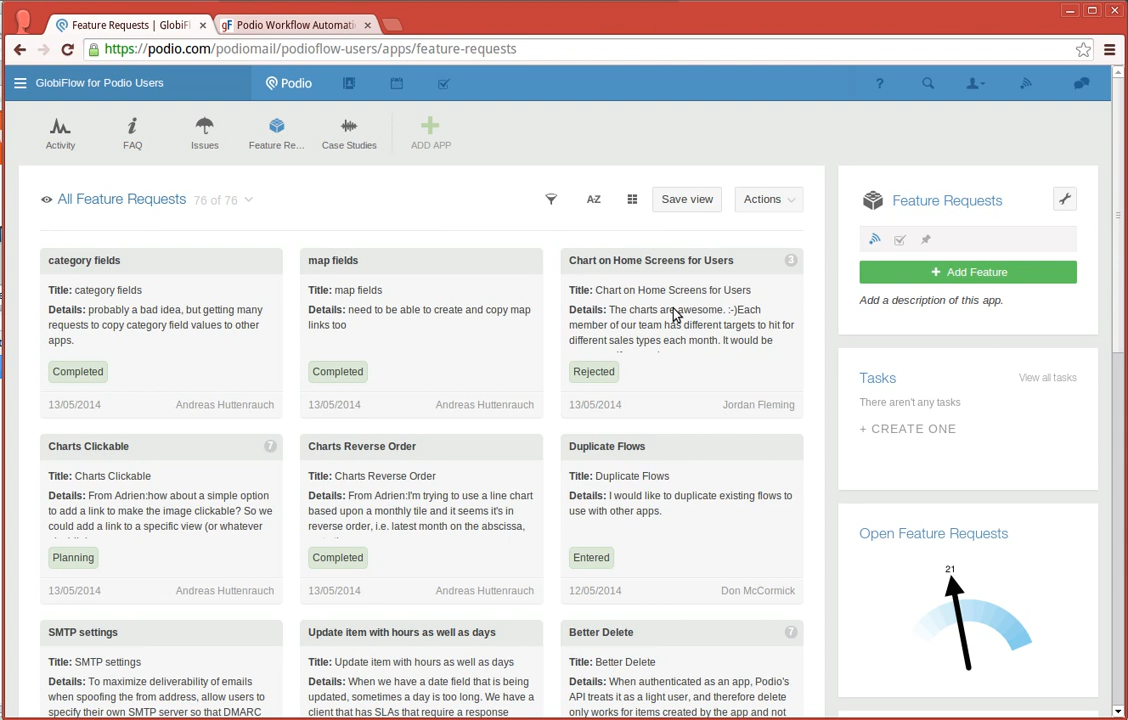 Feature Requests | GlobiFl
gF Podio Workflow Automati
https://podio.com/podiomail/podioflow-users/apps/feature-requests
GlobiFlow for Podio Users
Podio
?
Activity
FAQ
Issues
Feature Re...
Case Studies
ADD APP
All Feature Requests 76 of 76
A-Z
Save view
Actions
category fields
Title: category fields
Details: probably a bad idea, but getting many
requests to copy category field values to other
apps.
Completed
13/05/2014 Andreas Huttenrauch
map fields
Title: map fields
Details: need to be able to create and copy map
links too
Completed
13/05/2014 Andreas Huttenrauch
Chart on Home Screens for Users 3
Title: Chart on Home Screens for Users
Details: The charts are awesome. :-)Each
member of our team has different targets to hit for
different sales types each month. It would be
Rejected
13/05/2014 Jordan Fleming
Charts Clickable 7
Title: Charts Clickable
Details: From Adrien:how about a simple option
to add a link to make the image clickable? So we
could add a link to a specific view (or whatever
Planning
13/05/2014 Andreas Huttenrauch
Charts Reverse Order
Title: Charts Reverse Order
Details: From Adrien:I'm trying to use a line chart
based upon a monthly tile and it seems it's in
reverse order, i.e. latest month on the abscissa,
Completed
13/05/2014 Andreas Huttenrauch
Duplicate Flows
Title: Duplicate Flows
Details: I would like to duplicate existing flows to
use with other apps.
Entered
12/05/2014 Don McCormick
SMTP settings
Title: SMTP settings
Details: To maximize deliverability of emails
when spoofing the from address, allow users to
specify their own SMTP server so that DMARC
Update item with hours as well as days
Title: Update item with hours as well as days
Details: When we have a date field that is being
updated, sometimes a day is too long. We have a
client that has SLAs that require a response
Better Delete 7
Title: Better Delete
Details: When authenticated as an app, Podio's
API treats it as a light user, and therefore delete
only works for items created by the app and not
Feature Requests
+ Add Feature
Add a description of this app.
Tasks
View all tasks
There aren't any tasks
+ CREATE ONE
Open Feature Requests
21